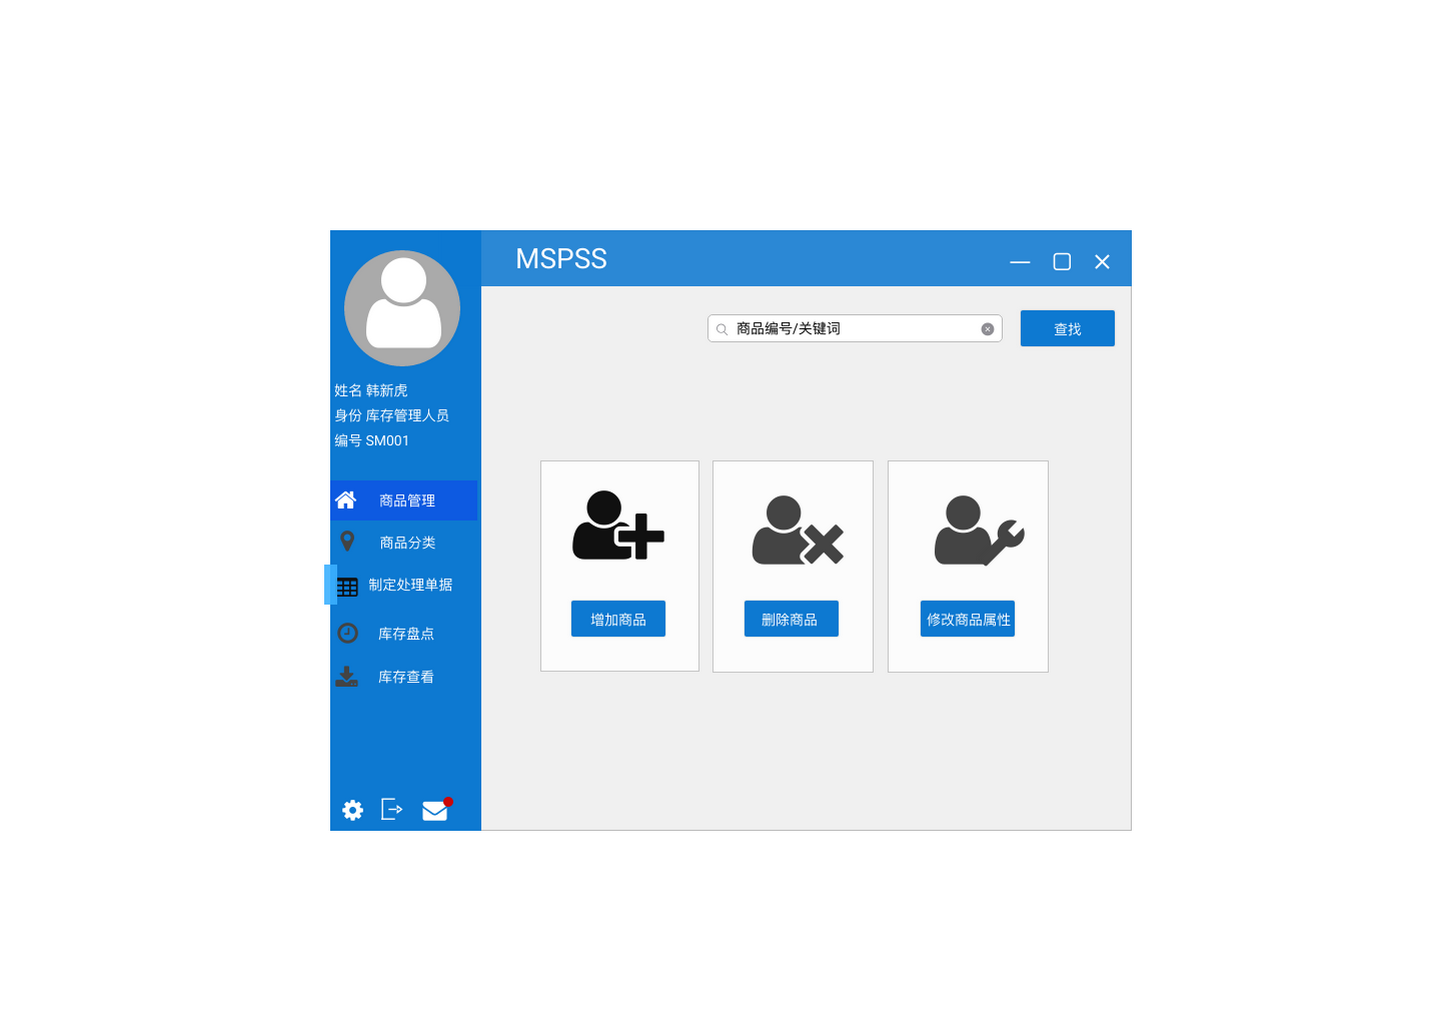 MSPSS
商品编号/关键词
查找
姓名 韩新虎
身份 库存管理人员
编号 SM001
商品管理
商品分类
制定处理单据
库存盘点
库存查看
增加商品
删除商品
修改商品属性